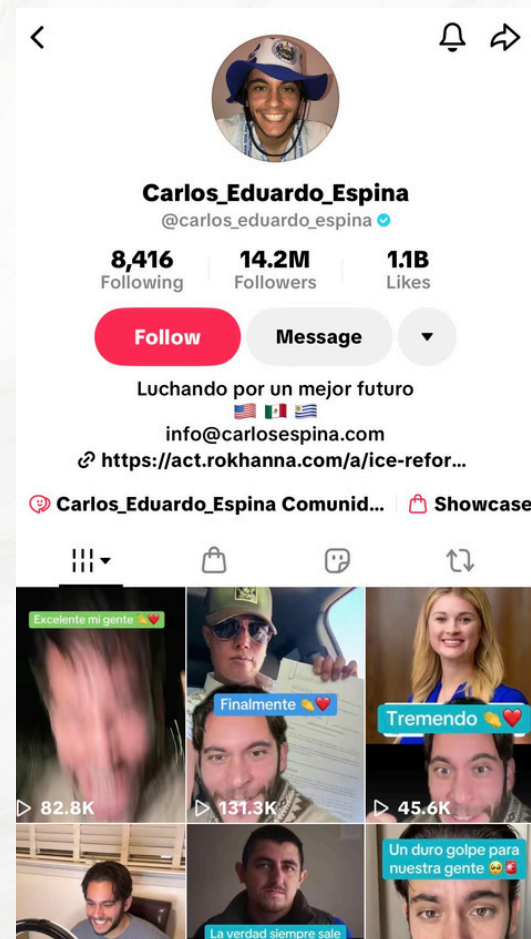 Carlos_Eduardo_Espina
@carlos_eduardo_espina
8,416
Following
14.2M
Followers
1.1B
Likes
Follow
Message
Luchando por un mejor futuro
🇺🇸 🇲🇽 🇺🇾
info@carlosespina.com
https://act.rokhanna.com/a/ice-refor...
Carlos_Eduardo_Espina Comunid...
Showcase
Excelente mi gente 👏❤️
82.8K
Finalmente 👏❤️
131.3K
Tremendo 👏❤️
45.6K
La verdad siempre sale
Un duro golpe para
nuestra gente 🥺🚨